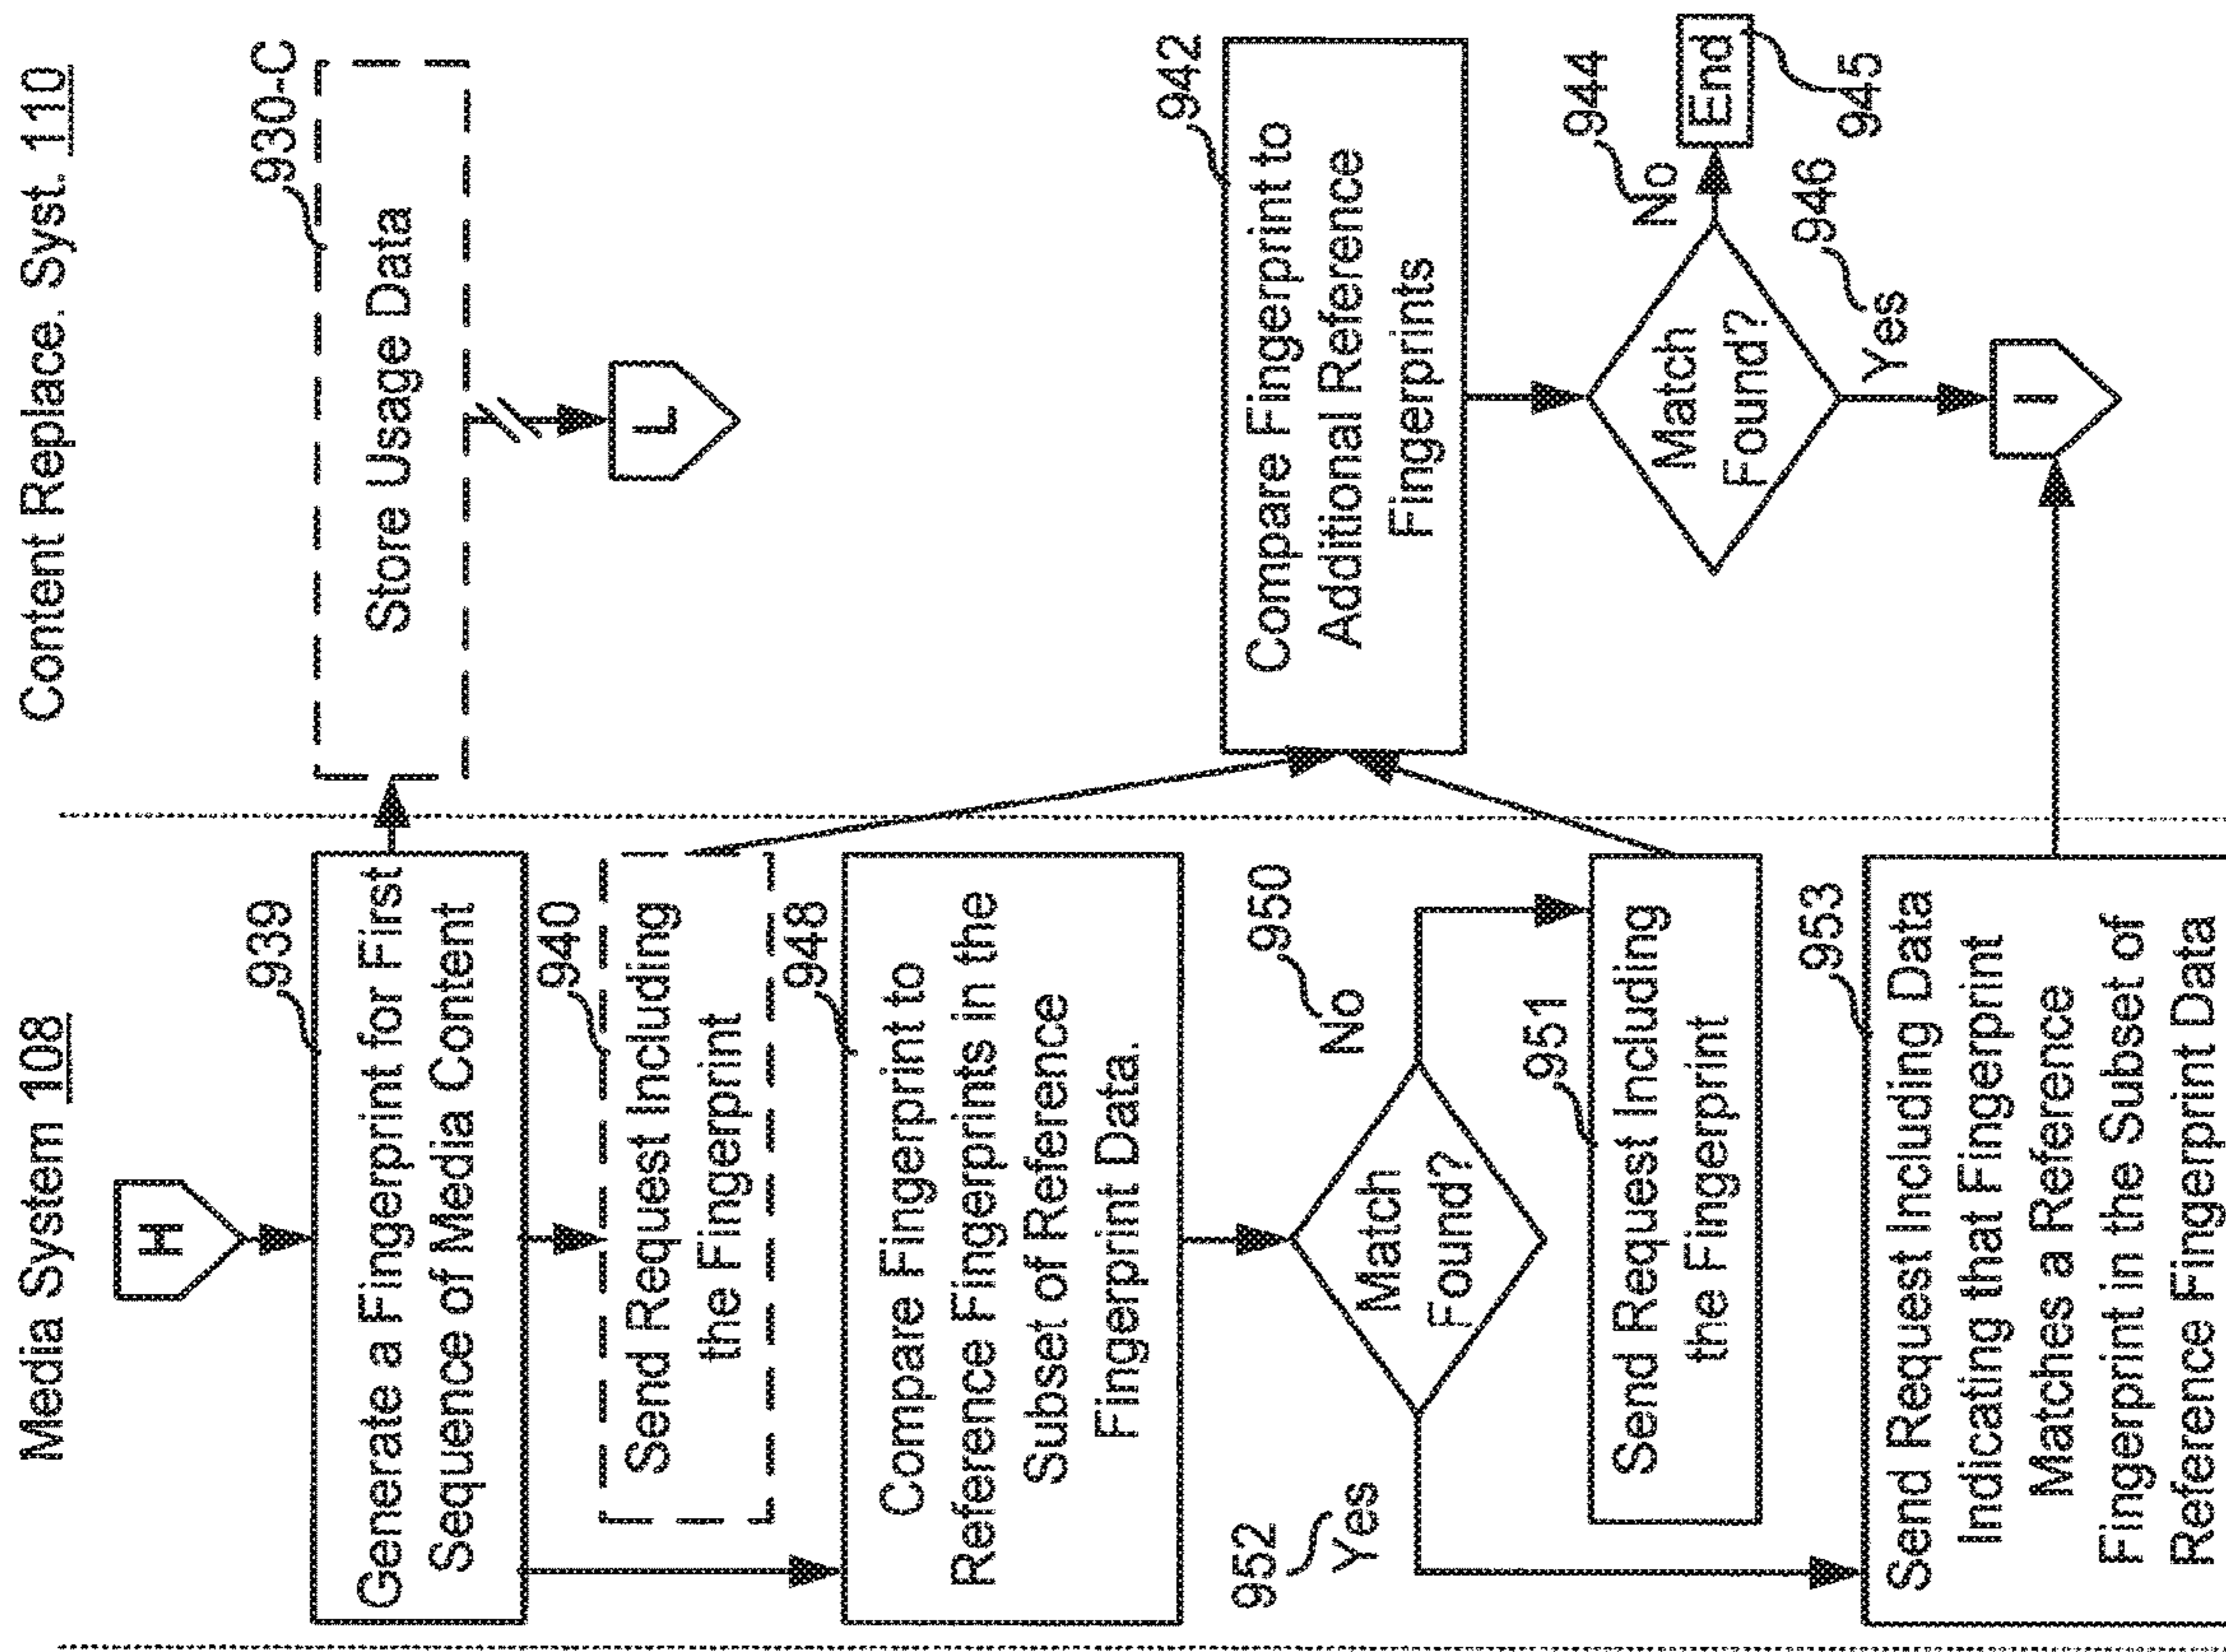 Media System 108
H
939
Generate a Fingerprint for First
Sequence of Media Content
940
Send Request Including
the Fingerprint
948
Compare Fingerprint to
Reference Fingerprints in the
Subset of Reference
Fingerprint Data.
952
Yes
Match
Found?
No
950
951
Send Request Including
the Fingerprint
953
Send Request Including Data
Indicating that Fingerprint
Matches a Reference
Fingerprint in the Subset of
Reference Fingerprint Data
Content Replace. Syst. 110
930-C
Store Usage Data
L
942
Compare Fingerprint to
Additional Reference
Fingerprints
Match
Found?
944
No
End
945
946
Yes
I